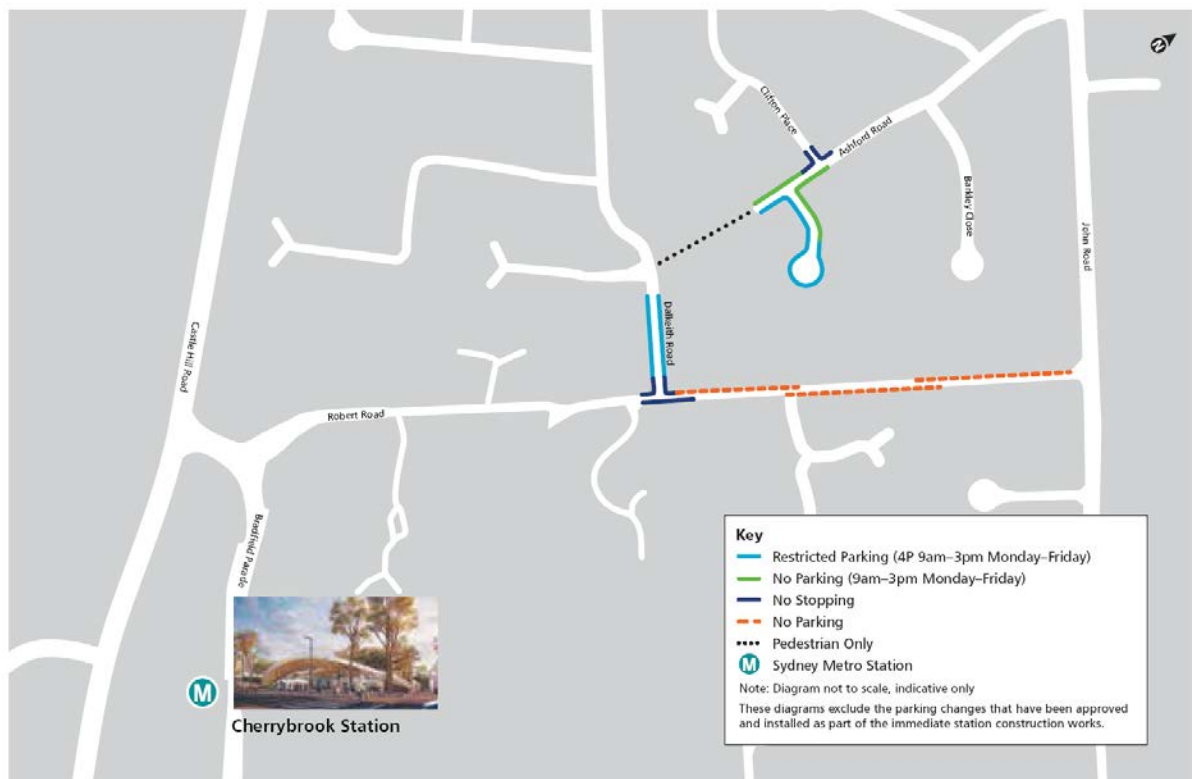 N
Clifton Place
Ashford Road
Barkley Close
John Road
Dalkeith Road
Castle Hill Road
Robert Road
Bradfield Parade
M
Cherrybrook Station
Key
Restricted Parking (4P 9am–3pm Monday–Friday)
No Parking (9am–3pm Monday–Friday)
No Stopping
No Parking
Pedestrian Only
M Sydney Metro Station
Note: Diagram not to scale, indicative only
These diagrams exclude the parking changes that have been approved
and installed as part of the immediate station construction works.